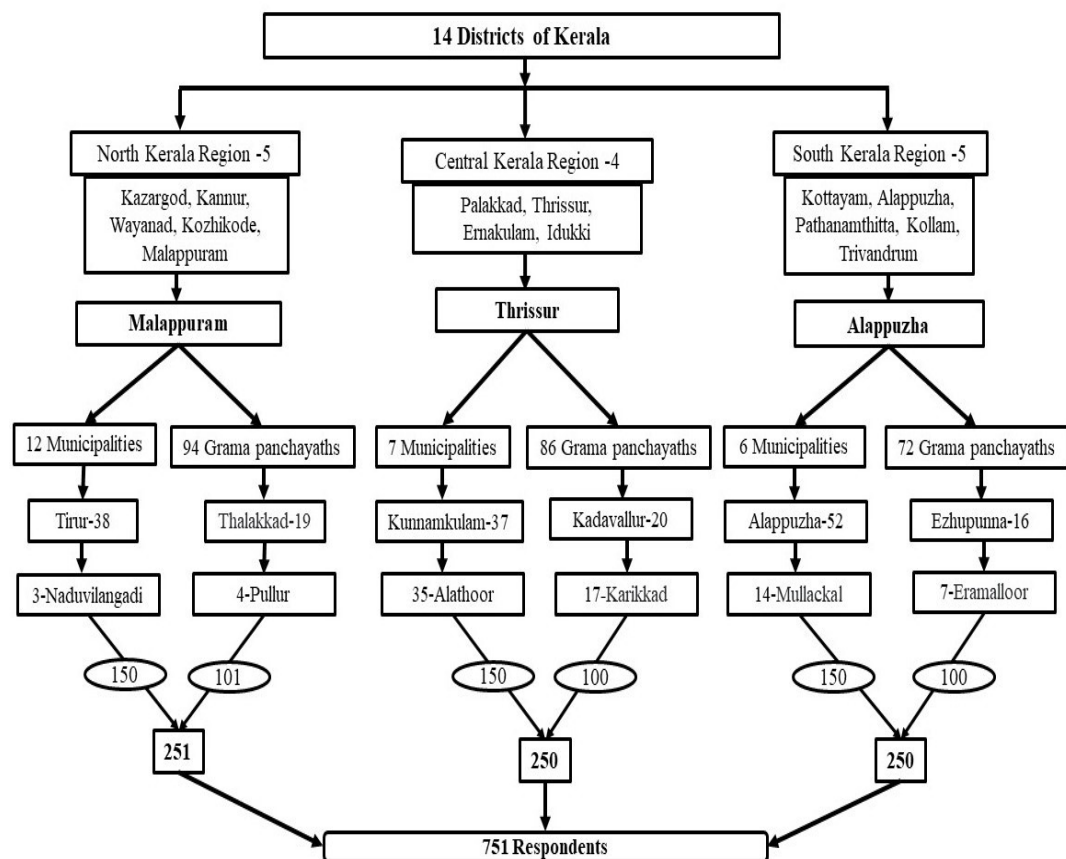 14 Districts of Kerala
North Kerala Region -5
Central Kerala Region -4
South Kerala Region -5
Kazargod, Kannur,
Wayanad, Kozhikode,
Malappuram
Palakkad, Thrissur,
Ernakulam, Idukki
Kottayam, Alappuzha,
Pathanamthitta, Kollam,
Trivandrum
Malappuram
Thrissur
Alappuzha
12 Municipalities
94 Grama panchayaths
7 Municipalities
86 Grama panchayaths
6 Municipalities
72 Grama panchayaths
Tirur-38
Thalakkad-19
Kunnamkulam-37
Kadavallur-20
Alappuzha-52
Ezhupunna-16
3-Naduvilangadi
4-Pullur
35-Alathoor
17-Karikkad
14-Mullackal
7-Eramalloor
150
101
150
100
150
100
251
250
250
751 Respondents